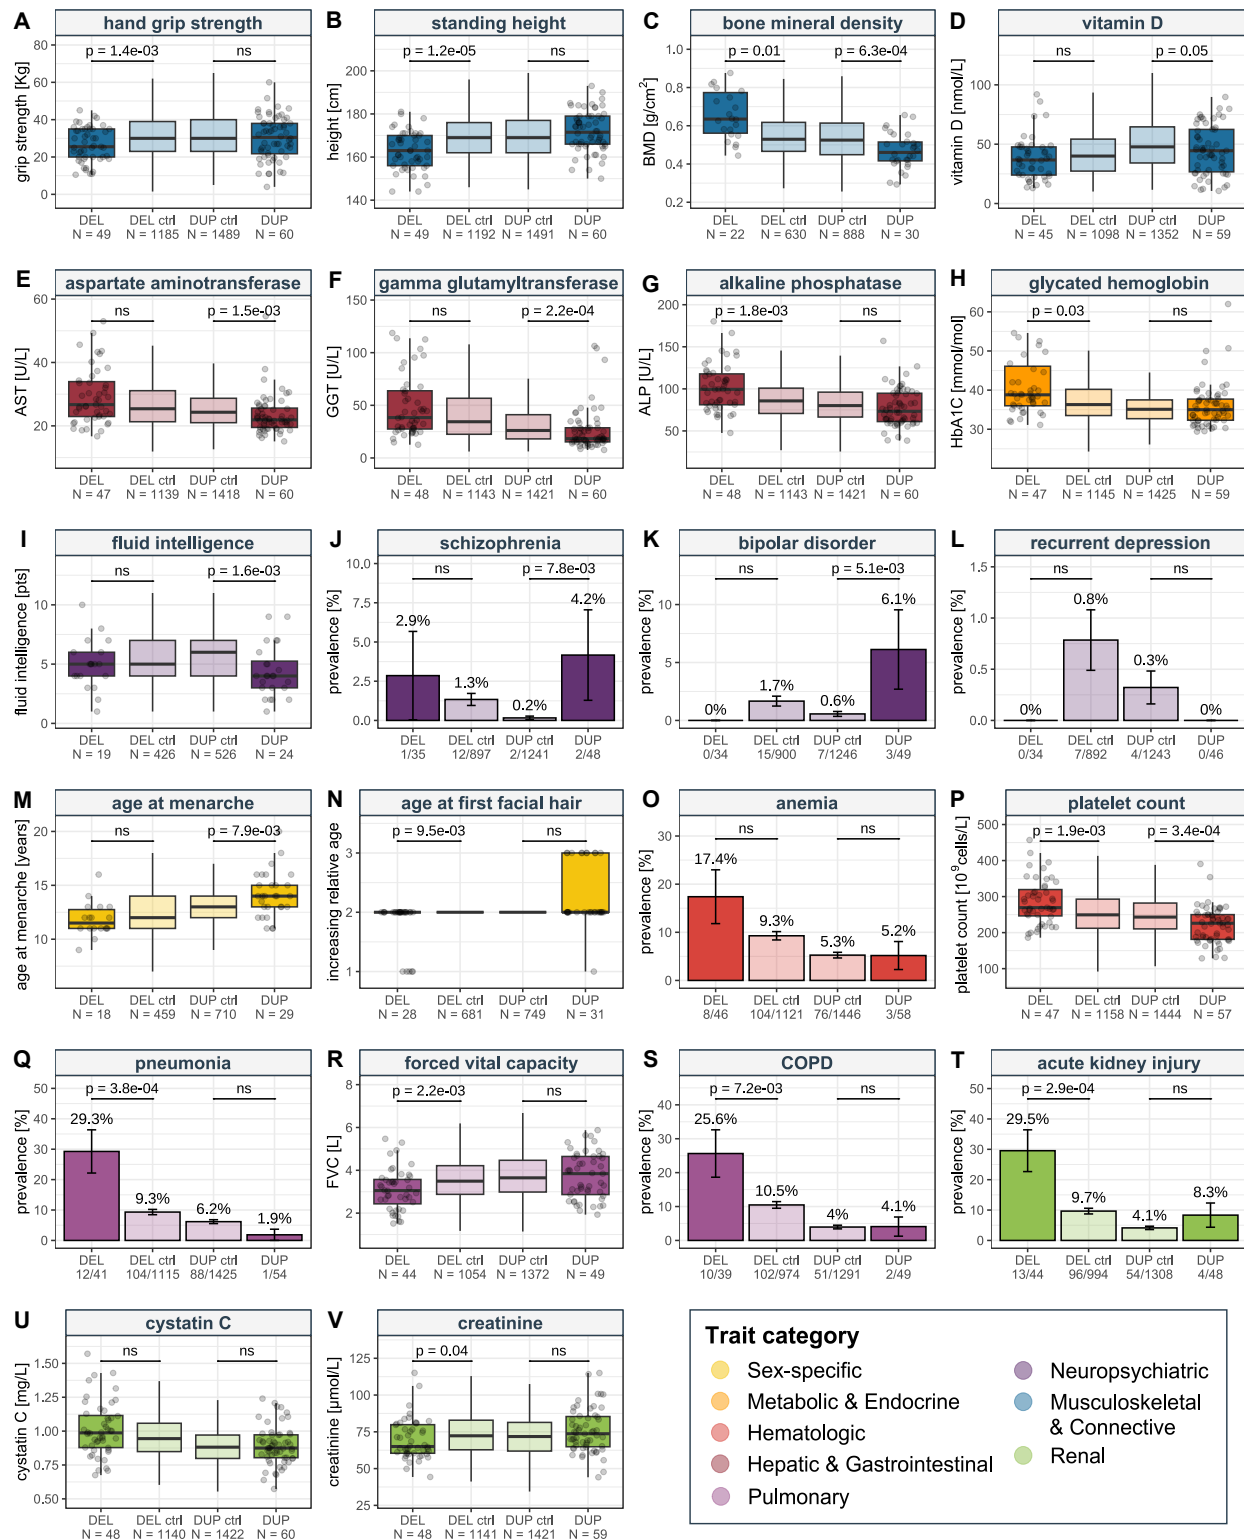 A
hand grip strength
grip strength [Kg]
80
60
40
20
0
p = 1.4e-03
ns
DEL
DEL ctrl
DUP ctrl
DUP
N = 49
N = 1185
N = 1489
N = 60
B
standing height
height [cm]
200
180
160
140
p = 1.2e-05
ns
DEL
DEL ctrl
DUP ctrl
DUP
N = 49
N = 1192
N = 1491
N = 60
C
bone mineral density
BMD [g/cm²]
1.0
0.8
0.6
0.4
0.2
p = 0.01
p = 6.3e-04
DEL
DEL ctrl
DUP ctrl
DUP
N = 22
N = 630
N = 888
N = 30
D
vitamin D
vitamin D [nmol/L]
100
50
0
ns
p = 0.05
DEL
DEL ctrl
DUP ctrl
DUP
N = 45
N = 1098
N = 1352
N = 59
E
aspartate aminotransferase
AST [U/L]
60
40
20
ns
p = 1.5e-03
DEL
DEL ctrl
DUP ctrl
DUP
N = 47
N = 1139
N = 1418
N = 60
F
gamma glutamyltransferase
GGT [U/L]
150
100
50
0
ns
p = 2.2e-04
DEL
DEL ctrl
DUP ctrl
DUP
N = 48
N = 1143
N = 1421
N = 60
G
alkaline phosphatase
ALP [U/L]
200
150
100
50
p = 1.8e-03
ns
DEL
DEL ctrl
DUP ctrl
DUP
N = 48
N = 1143
N = 1421
N = 60
H
glycated hemoglobin
HbA1C [mmol/mol]
60
50
40
30
p = 0.03
ns
DEL
DEL ctrl
DUP ctrl
DUP
N = 47
N = 1145
N = 1425
N = 59
I
fluid intelligence
fluid intelligence [pts]
10
5
0
ns
p = 1.6e-03
DEL
DEL ctrl
DUP ctrl
DUP
N = 19
N = 426
N = 526
N = 24
J
schizophrenia
prevalence [%]
10.0
7.5
5.0
2.5
0.0
ns
p = 7.8e-03
2.9%
1.3%
0.2%
4.2%
DEL
DEL ctrl
DUP ctrl
DUP
1/35
12/897
2/1241
2/48
K
bipolar disorder
prevalence [%]
12
9
6
3
0
ns
p = 5.1e-03
0%
1.7%
0.6%
6.1%
DEL
DEL ctrl
DUP ctrl
DUP
0/34
15/900
7/1246
3/49
L
recurrent depression
prevalence [%]
1.5
1.0
0.5
0.0
ns
ns
0%
0.8%
0.3%
0%
DEL
DEL ctrl
DUP ctrl
DUP
0/34
7/892
4/1243
0/46
M
age at menarche
age at menarche [years]
20
15
10
ns
p = 7.9e-03
DEL
DEL ctrl
DUP ctrl
DUP
N = 18
N = 459
N = 710
N = 29
N
age at first facial hair
increasing relative age
3
2
1
p = 9.5e-03
ns
DEL
DEL ctrl
DUP ctrl
DUP
N = 28
N = 681
N = 749
N = 31
O
anemia
prevalence [%]
30
20
10
0
ns
ns
17.4%
9.3%
5.3%
5.2%
DEL
DEL ctrl
DUP ctrl
DUP
8/46
104/1121
76/1446
3/58
P
platelet count
platelet count [10⁹cells/L]
500
400
300
200
100
p = 1.9e-03
p = 3.4e-04
DEL
DEL ctrl
DUP ctrl
DUP
N = 47
N = 1158
N = 1444
N = 57
Q
pneumonia
prevalence [%]
50
40
30
20
10
0
p = 3.8e-04
ns
29.3%
9.3%
6.2%
1.9%
DEL
DEL ctrl
DUP ctrl
DUP
12/41
104/1115
88/1425
1/54
R
forced vital capacity
FVC [L]
8
6
4
2
p = 2.2e-03
ns
DEL
DEL ctrl
DUP ctrl
DUP
N = 44
N = 1054
N = 1372
N = 49
S
COPD
prevalence [%]
50
40
30
20
10
0
p = 7.2e-03
ns
25.6%
10.5%
4%
4.1%
DEL
DEL ctrl
DUP ctrl
DUP
10/39
102/974
51/1291
2/49
T
acute kidney injury
prevalence [%]
50
40
30
20
10
0
p = 2.9e-04
ns
29.5%
9.7%
4.1%
8.3%
DEL
DEL ctrl
DUP ctrl
DUP
13/44
96/994
54/1308
4/48
U
cystatin C
cystatin C [mg/L]
1.50
1.25
1.00
0.75
0.50
ns
ns
DEL
DEL ctrl
DUP ctrl
DUP
N = 48
N = 1140
N = 1422
N = 60
V
creatinine
creatinine [µmol/L]
125
100
75
50
25
p = 0.04
ns
DEL
DEL ctrl
DUP ctrl
DUP
N = 48
N = 1141
N = 1421
N = 59
Trait category
Sex-specific
Metabolic & Endocrine
Hematologic
Hepatic & Gastrointestinal
Pulmonary
Neuropsychiatric
Musculoskeletal
& Connective
Renal